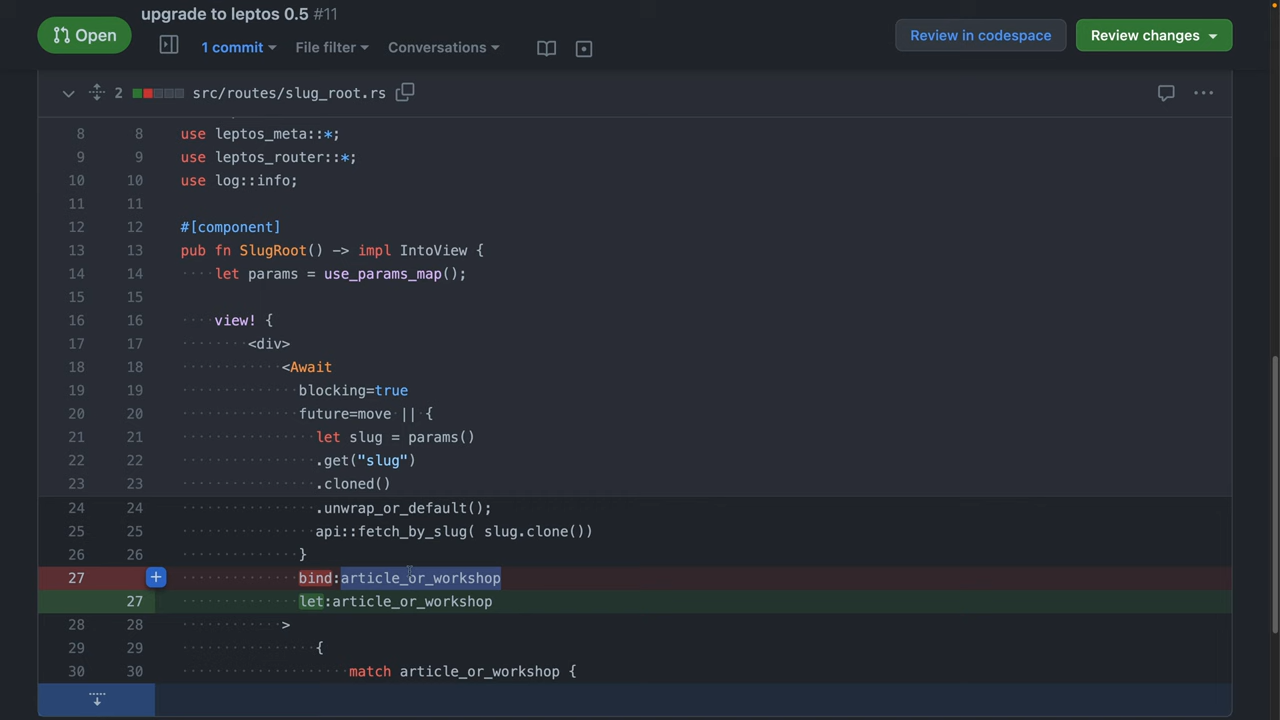 upgrade to leptos 0.5 #11
Open
1 commit File filter Conversations
Review in codespace
Review changes
2 src/routes/slug_root.rs
8 8 use leptos_meta::*;
9 9 use leptos_router::*;
10 10 use log::info;
11 11
12 12 #[component]
13 13 pub fn SlugRoot() -> impl IntoView {
14 14 let params = use_params_map();
15 15
16 16 view! {
17 17 <div>
18 18 <Await
19 19 blocking=true
20 20 future=move || {
21 21 let slug = params()
22 22 .get("slug")
23 23 .cloned()
24 24 .unwrap_or_default();
25 25 api::fetch_by_slug( slug.clone())
26 26 }
27 + bind:article_or_workshop
27 let:article_or_workshop
28 28 >
29 29 {
30 30 match article_or_workshop {